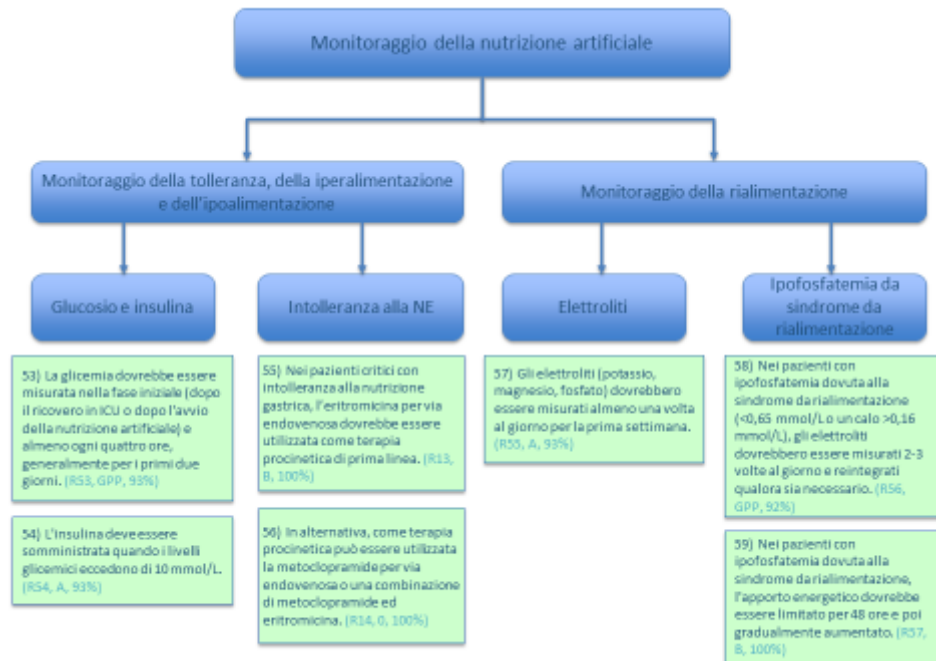 Monitoraggio della nutrizione artificiale
Monitoraggio della tolleranza, della iperalimentazione
e dell'ipoalimentazione
Monitoraggio della rialimentazione
Glucosio e insulina
Intolleranza alla NE
Elettroliti
Ipofosfatemia da
sindrome da
rialimentazione
53) La glicemia dovrebbe essere
misurata nella fase iniziale (dopo
il ricovero in ICU o dopo l'avvio
della nutrizione artificiale) e
almeno ogni quattro ore,
generalmente per i primi due
giorni. (R53, GPP, 93%)
54) L'insulina deve essere
somministrata quando i livelli
glicemici eccedono di 10 mmol/L.
(R54, A, 93%)
55) Nei pazienti critici con
intolleranza alla nutrizione
gastrica, l'eritromicina per via
endovenosa dovrebbe essere
utilizzata come terapia
procinetica di prima linea. (R13,
B, 100%)
56) In alternativa, come terapia
procinetica può essere utilizzata
la metoclopramide per via
endovenosa o una combinazione
di metoclopramide ed
eritromicina. (R14, 0, 100%)
57) Gli elettroliti (potassio,
magnesio, fosfato) dovrebbero
essere misurati almeno una volta
al giorno per la prima settimana.
(R55, A, 93%)
58) Nei pazienti con
ipofosfatemia dovuta alla
sindrome da rialimentazione
(<0,65 mmol/L o un calo >0,16
mmol/L), gli elettroliti
dovrebbero essere misurati 2-3
volte al giorno e reintegrati
qualora sia necessario. (R56,
GPP, 92%)
59) Nei pazienti con
ipofosfatemia dovuta alla
sindrome da rialimentazione,
l'apporto energetico dovrebbe
essere limitato per 48 ore e poi
gradualmente aumentato. (R57,
B, 100%)